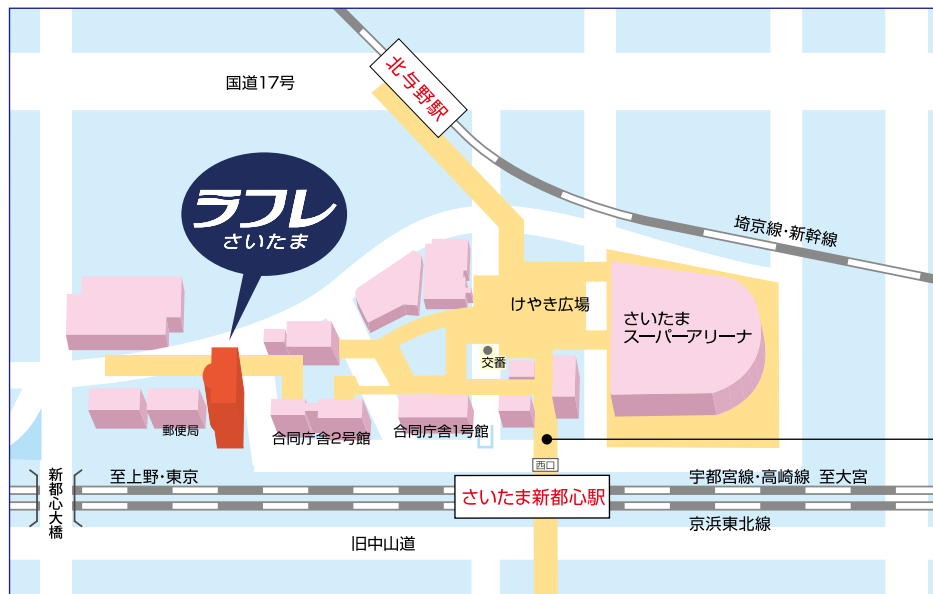 北与野駅
国道17号
ラフレ
さいたま
埼京線・新幹線
けやき広場
さいたま
スーパーアリーナ
交番
郵便局
合同庁舎2号館
合同庁舎1号館
西口
新都心大橋
至上野・東京
さいたま新都心駅
宇都宮線・高崎線 至大宮
京浜東北線
旧中山道